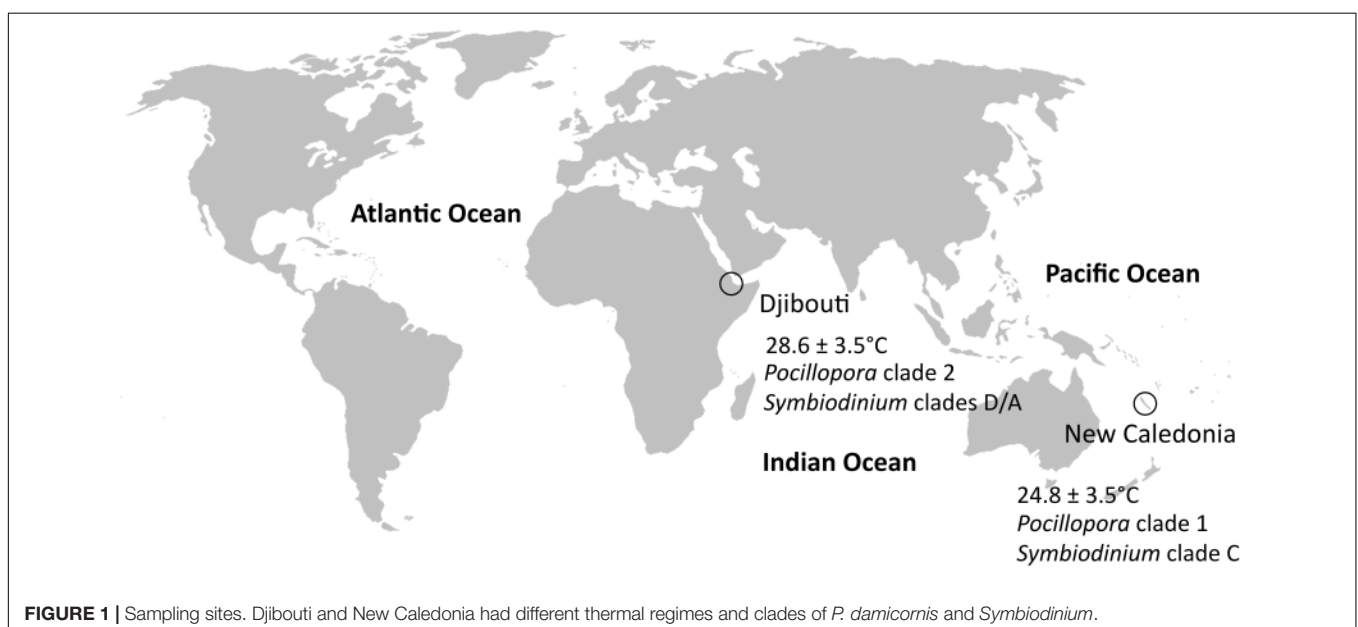 Atlantic Ocean
Pacific Ocean
Djibouti
28.6 ± 3.5°C
Pocillopora clade 2
Symbiodinium clades D/A
New Caledonia
Indian Ocean
24.8 ± 3.5°C
Pocillopora clade 1
Symbiodinium clade C
FIGURE 1 | Sampling sites. Djibouti and New Caledonia had different thermal regimes and clades of P. damicornis and Symbiodinium.